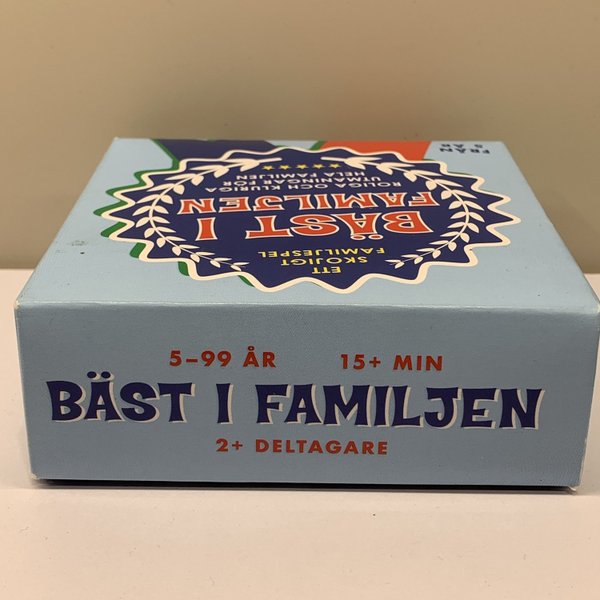 FRÅN
5 ÅR
ETT
SKOJIGT
FAMILJESPEL
BÄST I
FAMILJEN
ROLIGA OCH KLURIGA
UTMANINGAR FÖR
HELA FAMILJEN
5–99 ÅR 15+ MIN
BÄST I FAMILJEN
2+ DELTAGARE